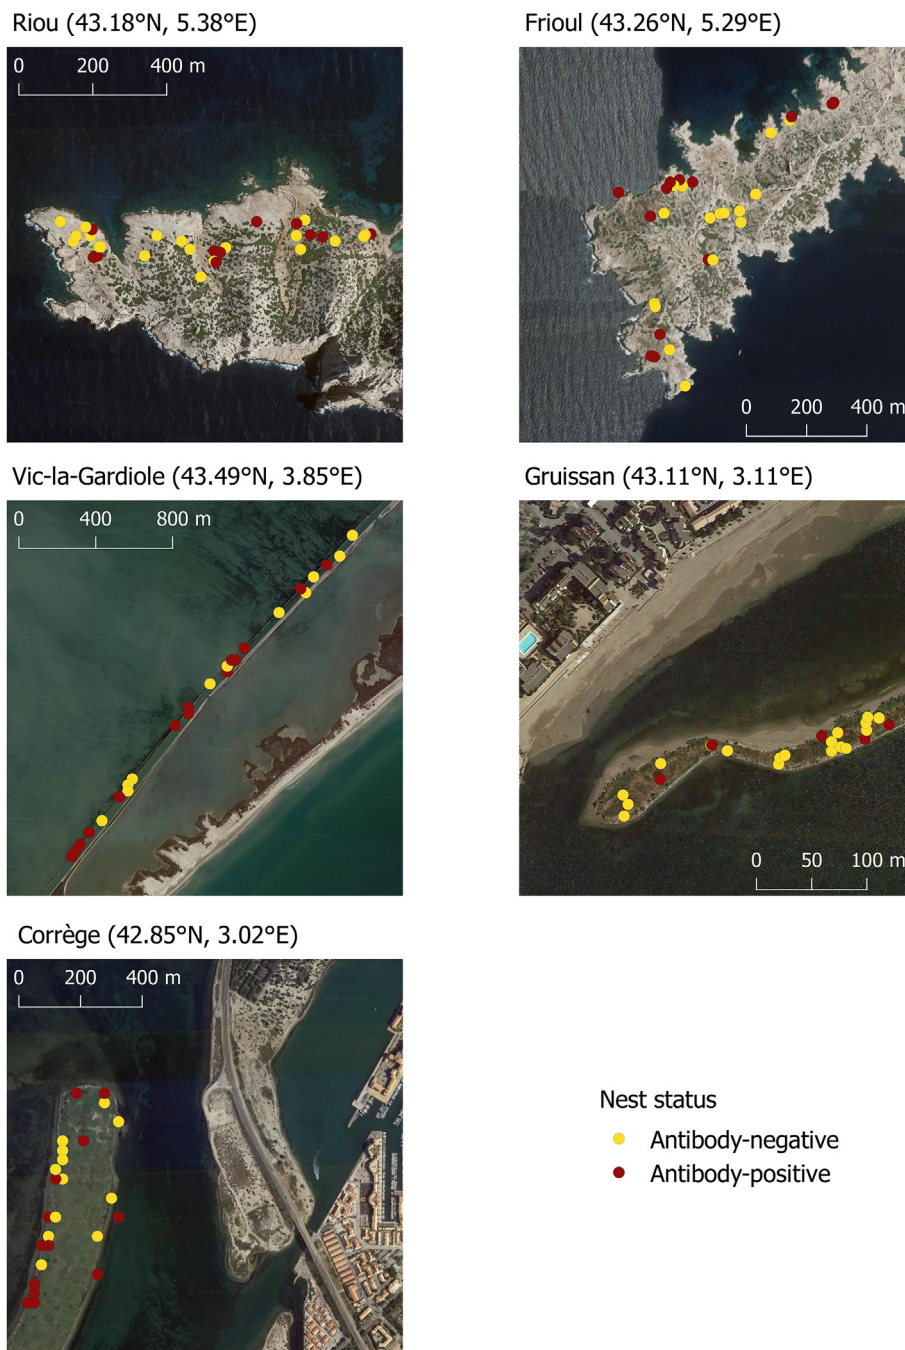 Riou (43.18°N, 5.38°E)
0 200 400 m
Frioul (43.26°N, 5.29°E)
0 200 400 m
Vic-la-Gardiole (43.49°N, 3.85°E)
0 400 800 m
Gruissan (43.11°N, 3.11°E)
0 50 100 m
Corrège (42.85°N, 3.02°E)
0 200 400 m
Nest status
Antibody-negative
Antibody-positive